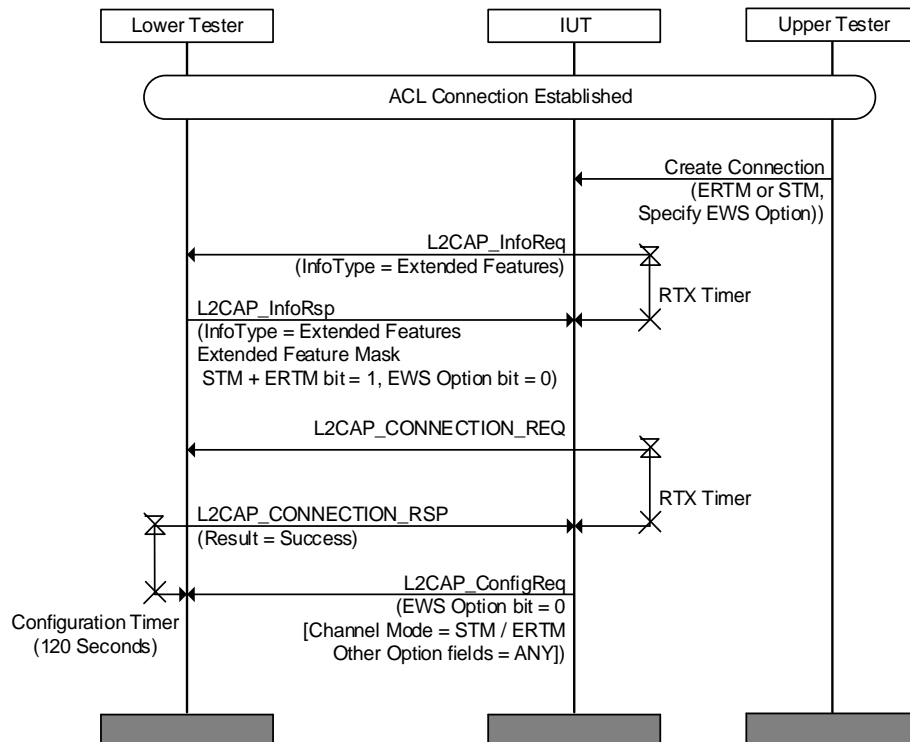 Lower Tester
IUT
Upper Tester
ACL Connection Established
Create Connection
(ERTM or STM,
Specify EWS Option))
L2CAP_InfoReq
(InfoType = Extended Features)
RTX Timer
L2CAP_InfoRsp
(InfoType = Extended Features
Extended Feature Mask
STM + ERTM bit = 1, EWS Option bit = 0)
L2CAP_CONNECTION_REQ
RTX Timer
L2CAP_CONNECTION_RSP
(Result = Success)
L2CAP_ConfigReq
(EWS Option bit = 0
[Channel Mode = STM / ERTM
Other Option fields = ANY])
Configuration Timer
(120 Seconds)